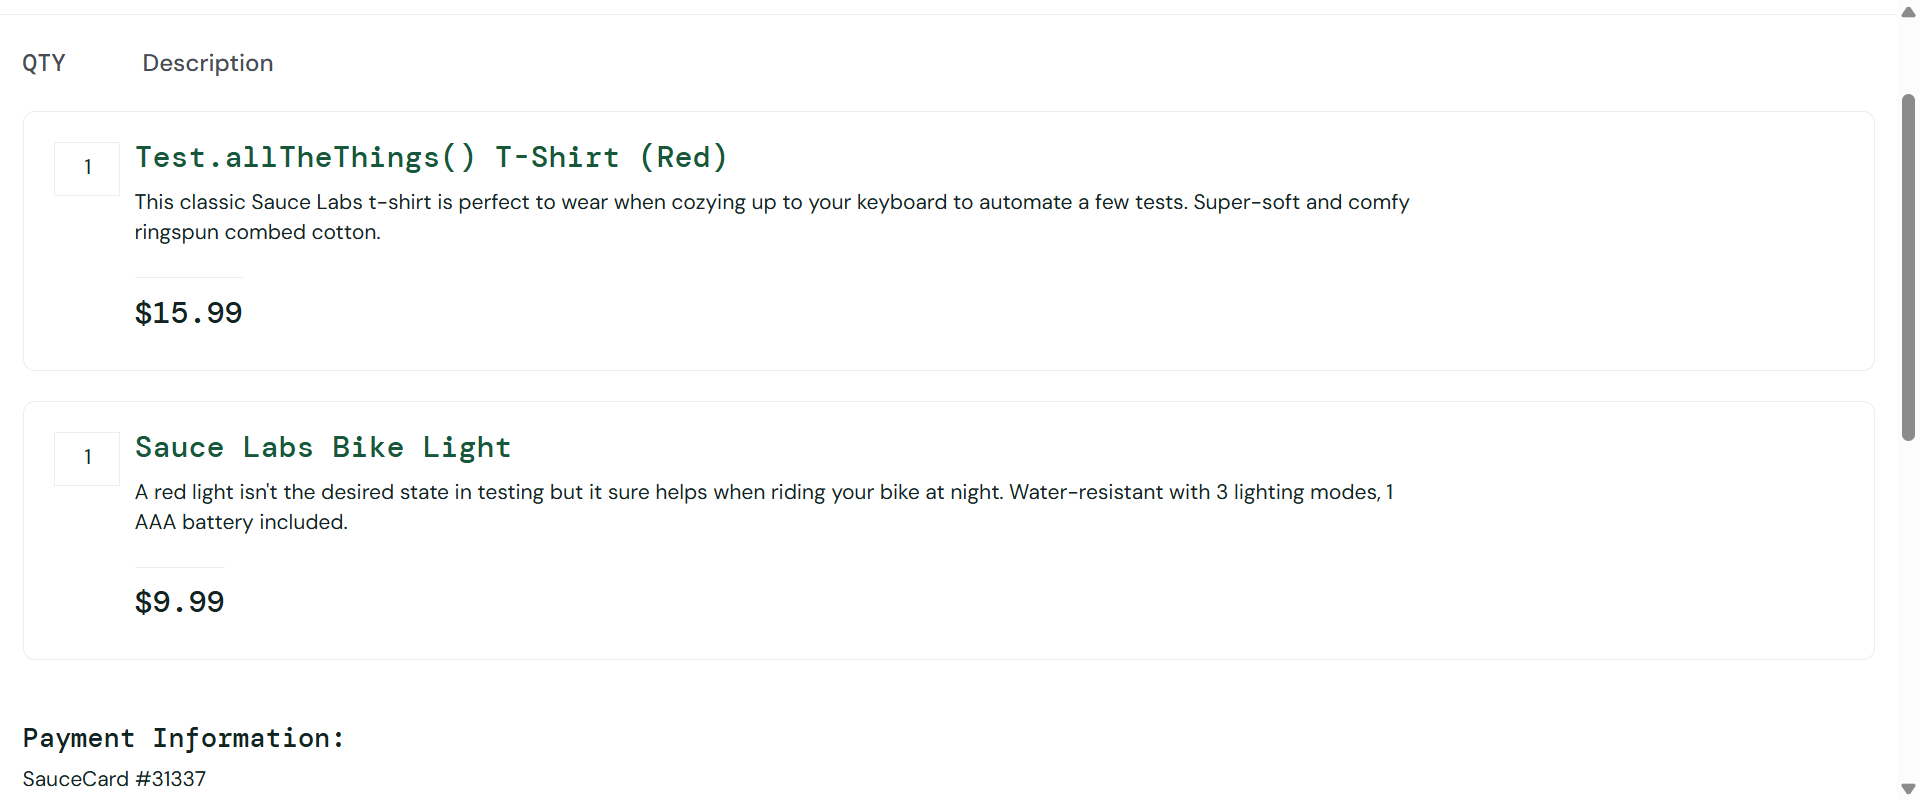 QTY Description
1 Test.allTheThings() T-Shirt (Red)
This classic Sauce Labs t-shirt is perfect to wear when cozying up to your keyboard to automate a few tests. Super-soft and comfy
ringspun combed cotton.
$15.99
1 Sauce Labs Bike Light
A red light isn't the desired state in testing but it sure helps when riding your bike at night. Water-resistant with 3 lighting modes, 1
AAA battery included.
$9.99
Payment Information:
SauceCard #31337